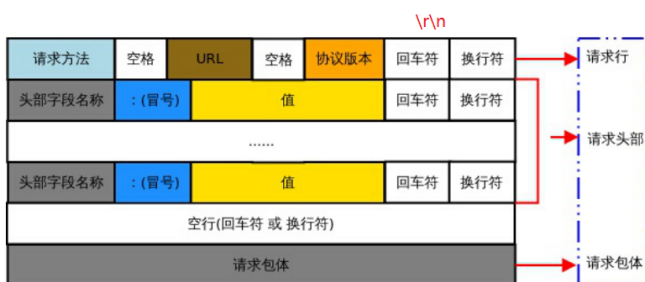 \r\n
请求方法 空格 URL 空格 协议版本 回车符 换行符 请求行
头部字段名称 :(冒号) 值 回车符 换行符
...... 请求头部
头部字段名称 :(冒号) 值 回车符 换行符
空行(回车符 或 换行符)
请求包体 请求包体